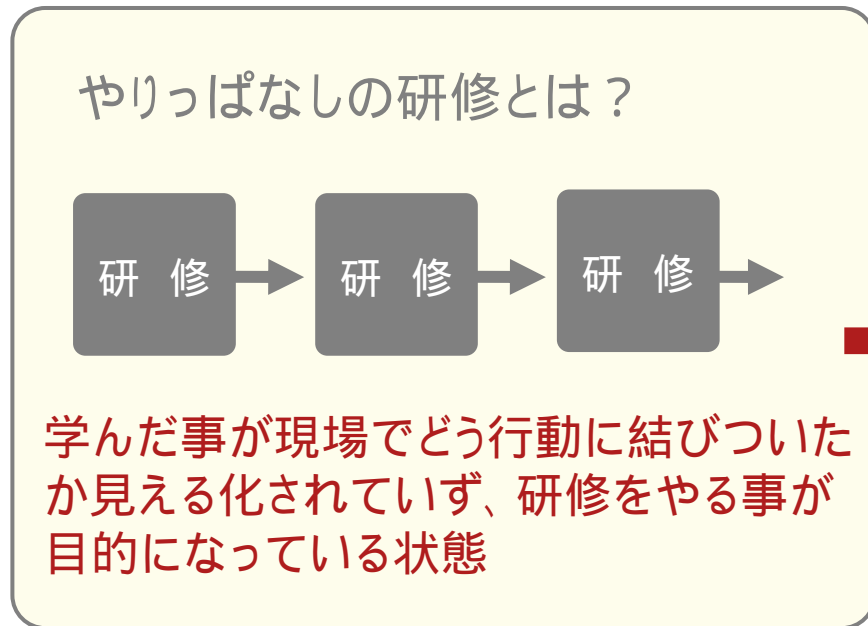 やりっぱなしの研修とは？
研 修
研 修
研 修
学んだ事が現場でどう行動に結びついた
か見える化されていず、研修をやる事が
目的になっている状態